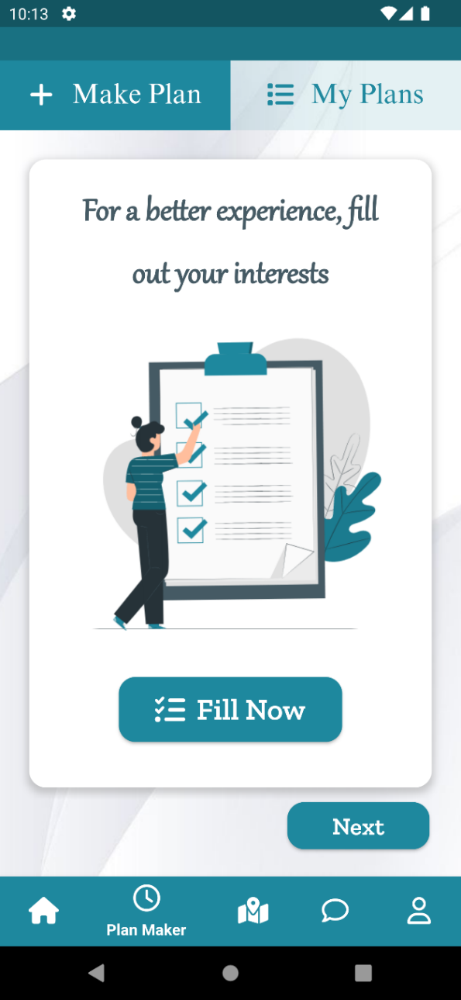 10:13
Make Plan
My Plans
For a better experience, fill
out your interests
Fill Now
Next
Plan Maker